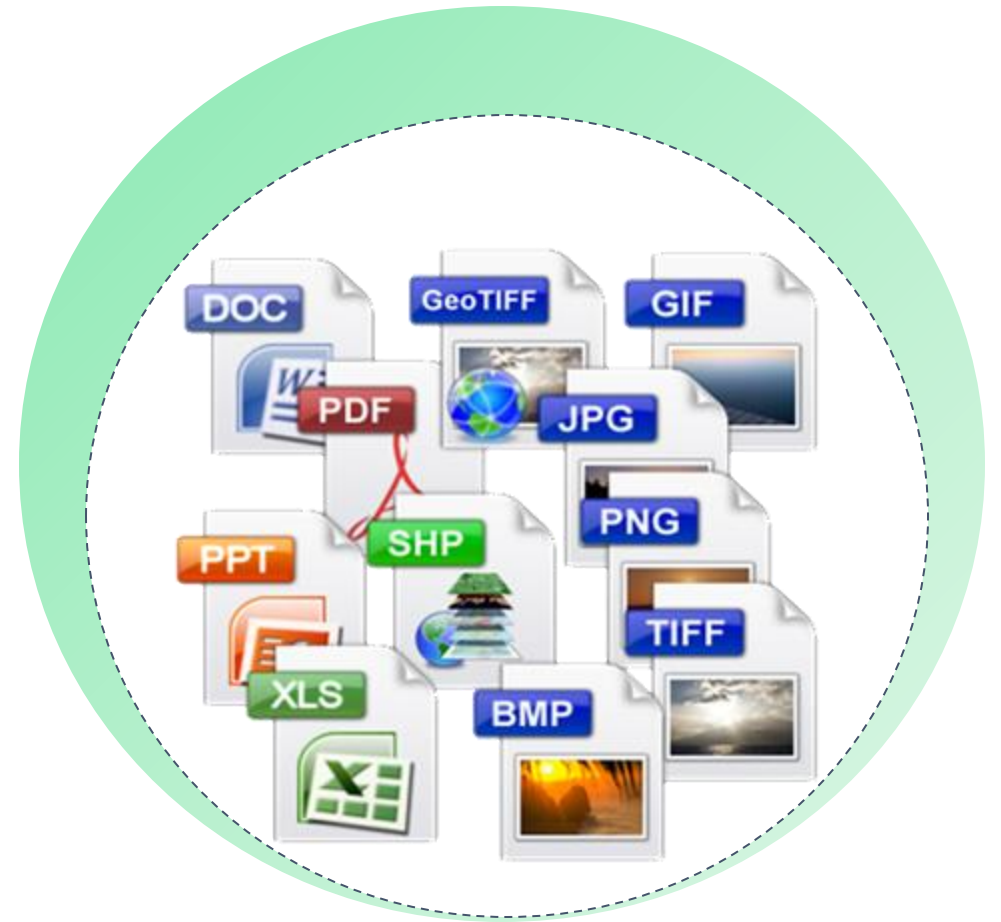 DOC
GeoTIFF
GIF
PDF
JPG
PNG
SHP
PPT
TIFF
XLS
BMP